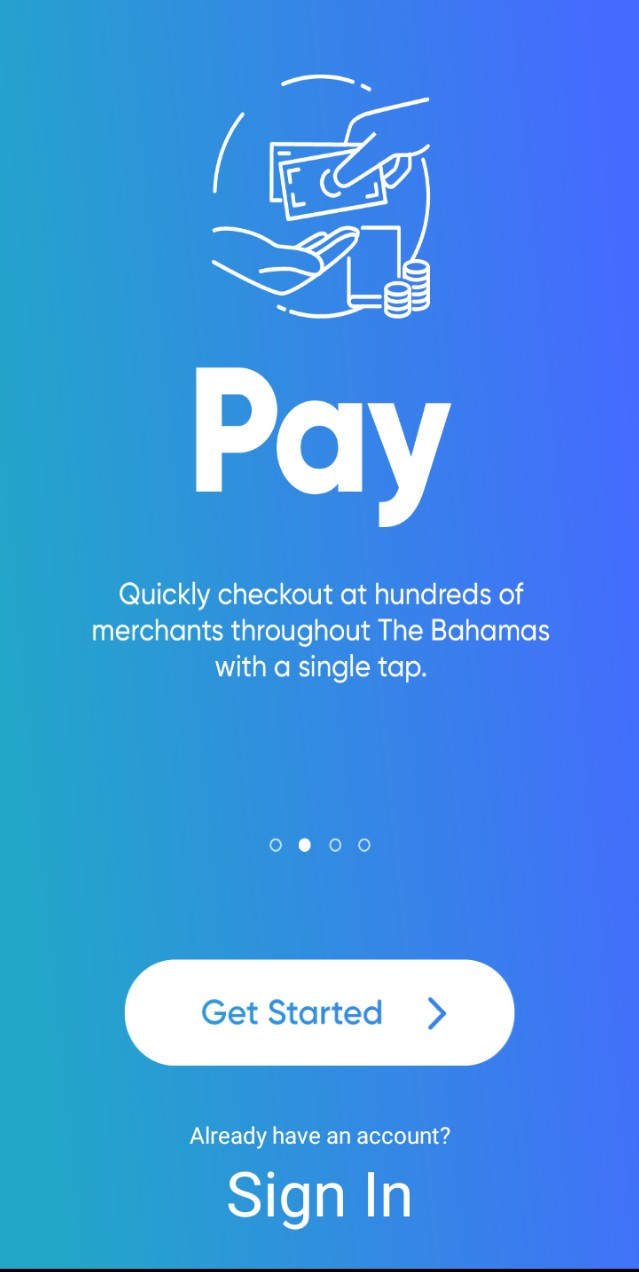 Pay
Quickly checkout at hundreds of
merchants throughout The Bahamas
with a single tap.
Get Started
Already have an account?
Sign In